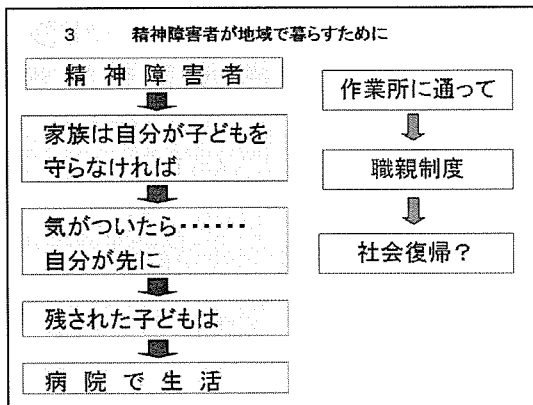 3 精神障害者が地域で暮らすために
精神障害者
家族は自分が子どもを
守らなければ
気がついたら‥‥‥
自分が先に
残された子どもは
病院で生活
作業所に通って
職親制度
社会復帰？